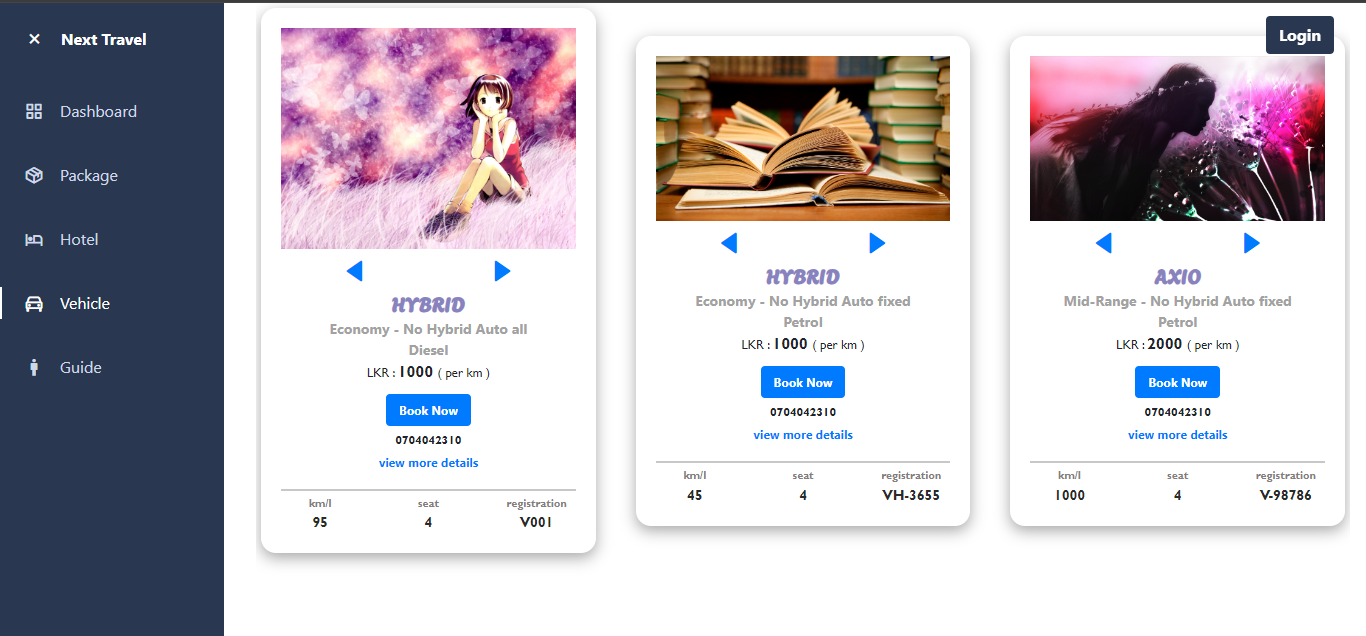 Next Travel
Login
Dashboard
Package
Hotel
Vehicle
Guide
HYBRID
Economy - No Hybrid Auto all
Diesel
LKR : 1000 ( per km )
Book Now
0704042310
view more details
km/l seat registration
95 4 V001
HYBRID
Economy - No Hybrid Auto fixed
Petrol
LKR : 1000 ( per km )
Book Now
0704042310
view more details
km/l seat registration
45 4 VH-3655
AXIO
Mid-Range - No Hybrid Auto fixed
Petrol
LKR : 2000 ( per km )
Book Now
0704042310
view more details
km/l seat registration
1000 4 V-98786